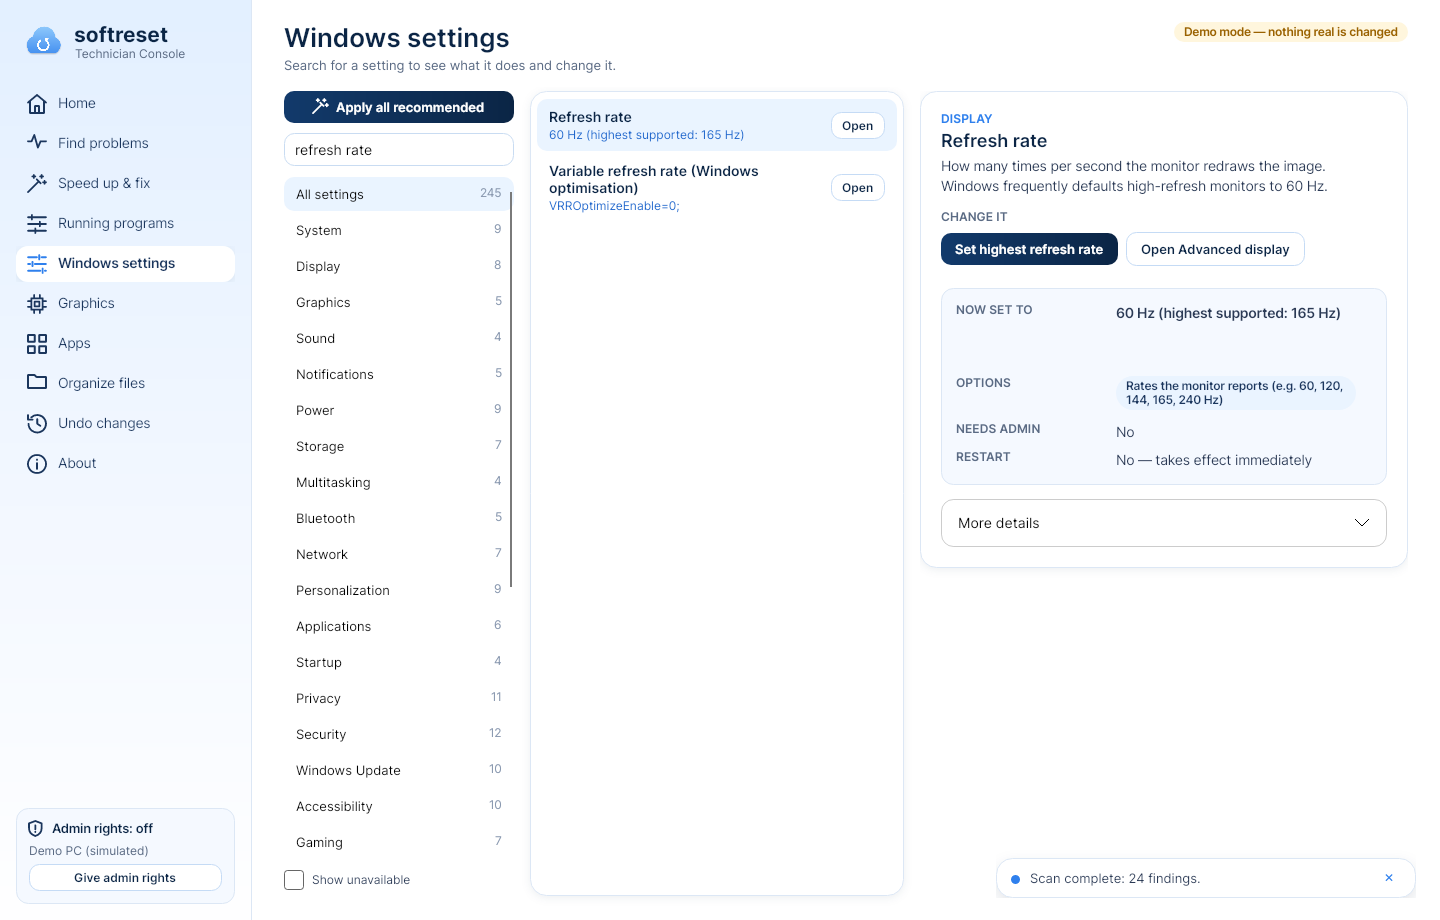 softreset
Technician Console
Home
Find problems
Speed up & fix
Running programs
Windows settings
Graphics
Apps
Organize files
Undo changes
About
Admin rights: off
Demo PC (simulated)
Give admin rights
Windows settings
Search for a setting to see what it does and change it.
Demo mode — nothing real is changed
Apply all recommended
refresh rate
All settings 245
System 9
Display 8
Graphics 5
Sound 4
Notifications 5
Power 9
Storage 7
Multitasking 4
Bluetooth 5
Network 7
Personalization 9
Applications 6
Startup 4
Privacy 11
Security 12
Windows Update 10
Accessibility 10
Gaming 7
Show unavailable
Refresh rate
60 Hz (highest supported: 165 Hz)
Open
Variable refresh rate (Windows
optimisation)
VRROptimizeEnable=0;
Open
DISPLAY
Refresh rate
How many times per second the monitor redraws the image.
Windows frequently defaults high-refresh monitors to 60 Hz.
CHANGE IT
Set highest refresh rate
Open Advanced display
NOW SET TO 60 Hz (highest supported: 165 Hz)
OPTIONS Rates the monitor reports (e.g. 60, 120,
144, 165, 240 Hz)
NEEDS ADMIN No
RESTART No — takes effect immediately
More details
Scan complete: 24 findings.